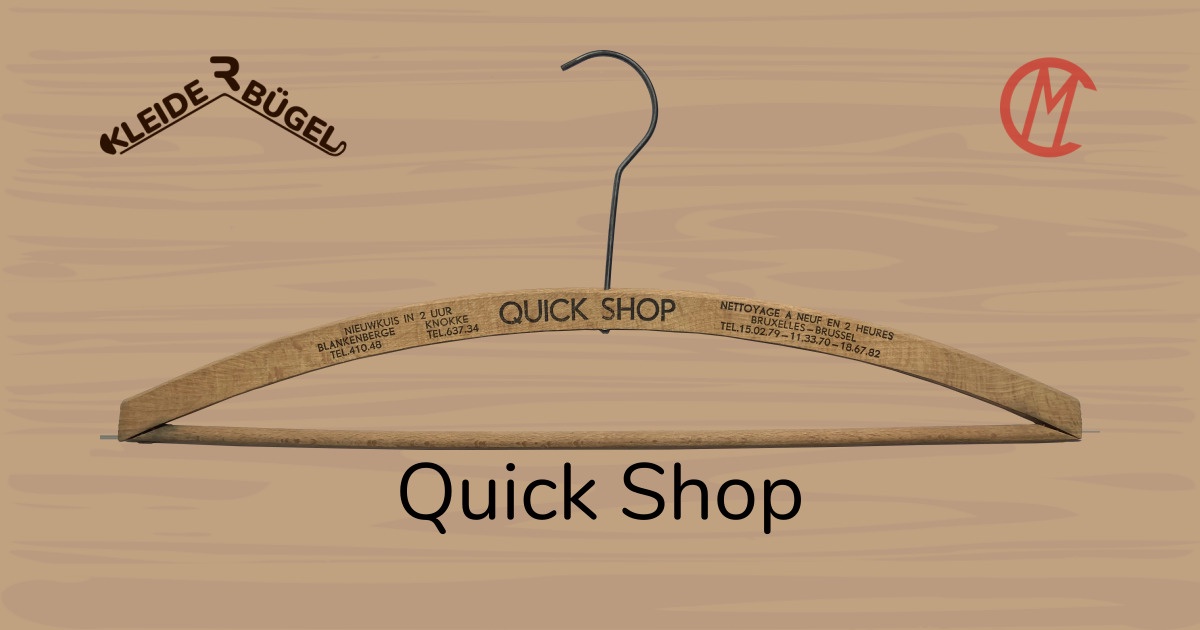 KLEIDERBÜGEL
CM
NIEUWKUIS IN 2 UUR
BLANKENBERGE KNOKKE
TEL.410.48 TEL.637.34
QUICK SHOP
NETTOYAGE A NEUF EN 2 HEURES
BRUXELLES–BRUSSEL
TEL.15.02.79–11.33.70–18.67.82
Quick Shop